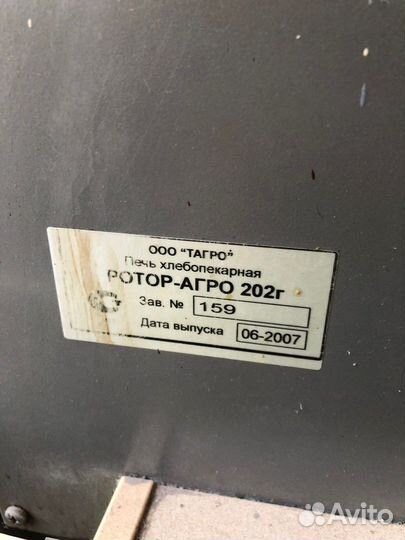 ООО "ТАГРО"
Печь хлебопекарная
РОТОР-АГРО 202г
Зав. № 159
Дата выпуска 06-2007
Avito